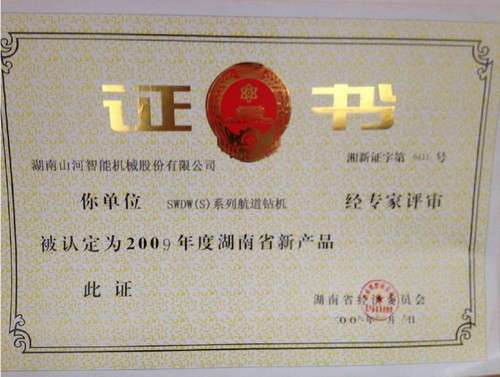 证书
湖南山河智能机械股份有限公司 湘新证字第 号
你单位 SWDW(S)系列航道钻机 经专家评审
被认定为2009年度湖南省新产品
此证
湖南省经济委员会
年 月 日